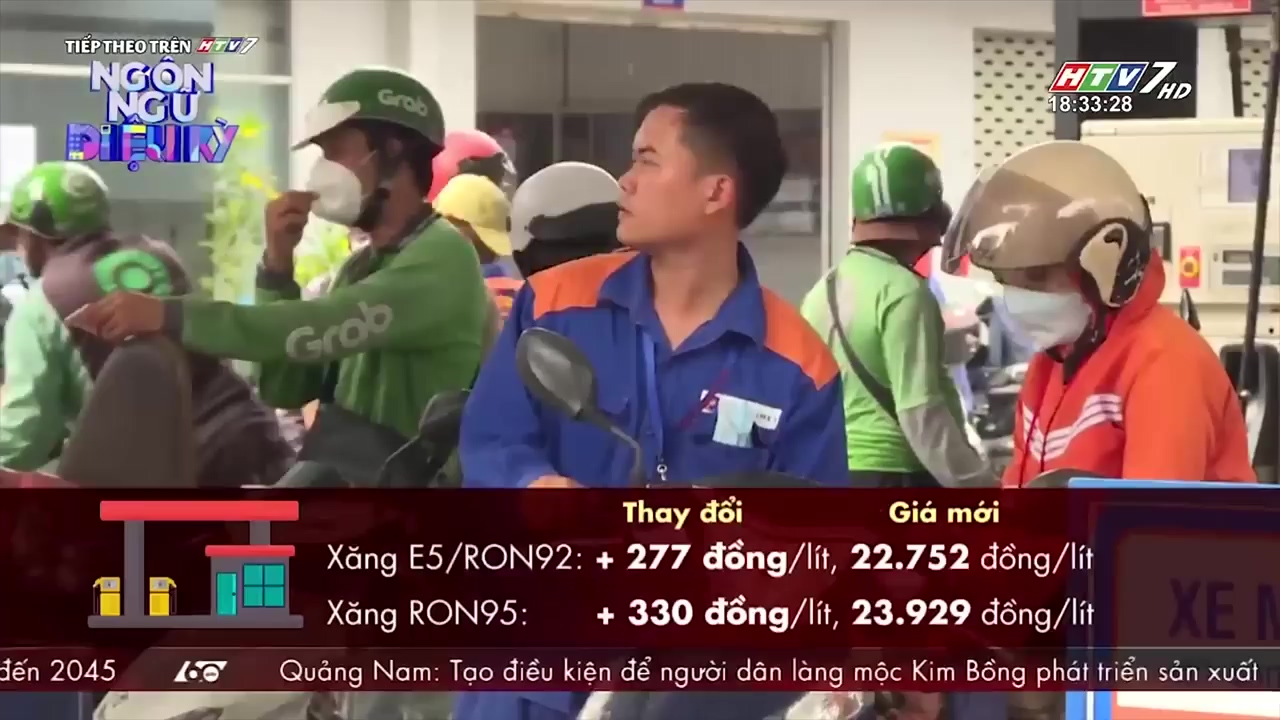 TIẾP THEO TRÊN HTV7
NGÔN
NGỮ
DIỆU KỲ
HTV7 HD
18:33:28
Grab
Grab
Thay đổi Giá mới
Xăng E5/RON92: + 277 đồng/lít, 22.752 đồng/lít
Xăng RON95: + 330 đồng/lít, 23.929 đồng/lít
XE M
đến 2045 60 Quảng Nam: Tạo điều kiện để người dân làng mộc Kim Bồng phát triển sản xuất